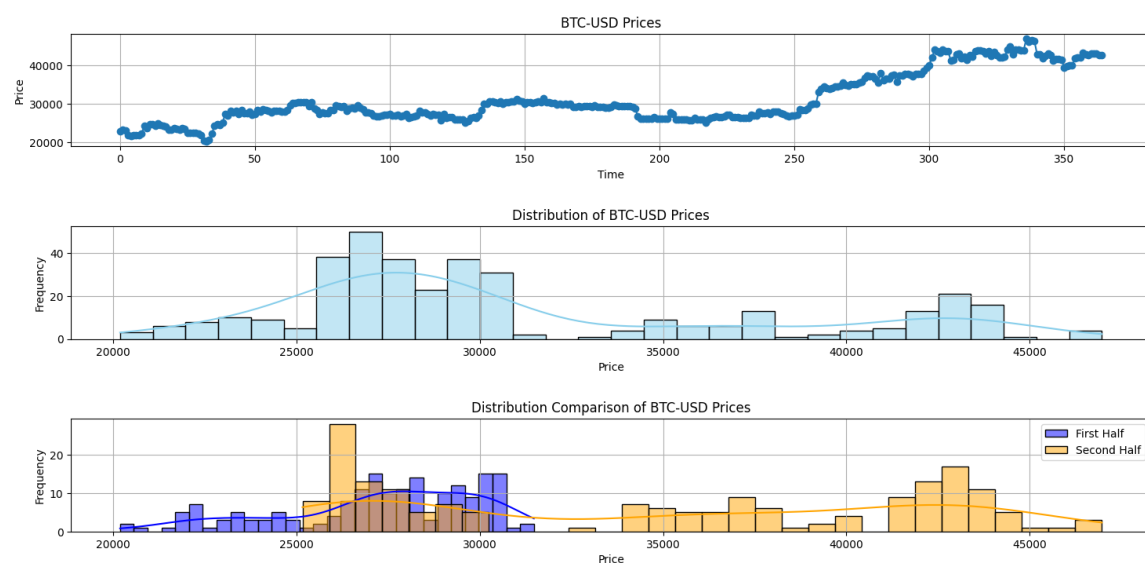 BTC-USD Prices
Price
40000
30000
20000
0 50 100 150 200 250 300 350
Time
Distribution of BTC-USD Prices
Frequency
40
20
0
20000 25000 30000 35000 40000 45000
Price
Distribution Comparison of BTC-USD Prices
First Half
Second Half
Frequency
20
10
0
20000 25000 30000 35000 40000 45000
Price